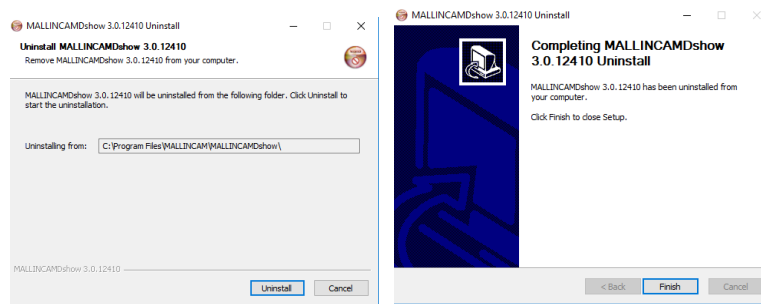 MALLINCAMDshow 3.0.12410 Uninstall
Uninstall MALLINCAMDshow 3.0.12410
Remove MALLINCAMDshow 3.0.12410 from your computer.
MALLINCAMDshow 3.0.12410 will be uninstalled from the following folder. Click Uninstall to
start the uninstallation.
Uninstalling from:
C:\Program Files\MALLINCAM\MALLINCAMDshow\
MALLINCAMDshow 3.0.12410
Uninstall
Cancel
MALLINCAMDshow 3.0.12410 Uninstall
Completing MALLINCAMDshow
3.0.12410 Uninstall
MALLINCAMDshow 3.0.12410 has been uninstalled from
your computer.
Click Finish to close Setup.
< Back
Finish
Cancel